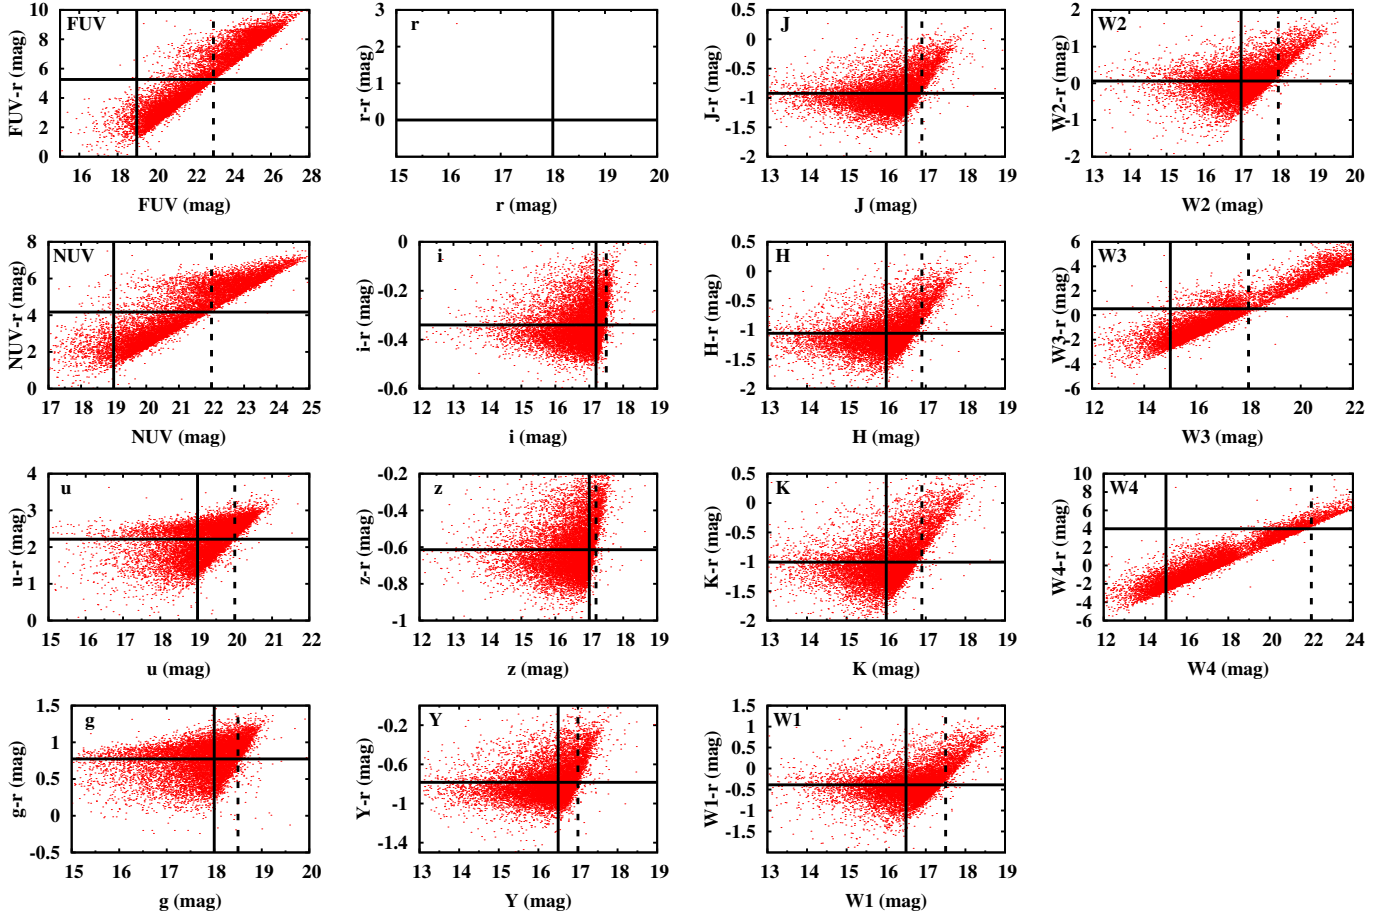 FUV
FUV-r (mag)
10
8
6
4
2
0
16 18 20 22 24 26 28
FUV (mag)
r
r-r (mag)
3
2
1
0
-1
15 16 17 18 19 20
r (mag)
J
J-r (mag)
0.5
0
-0.5
-1
-1.5
-2
13 14 15 16 17 18 19
J (mag)
W2
W2-r (mag)
2
1
0
-1
-2
13 14 15 16 17 18 19 20
W2 (mag)
NUV
NUV-r (mag)
8
6
4
2
0
17 18 19 20 21 22 23 24 25
NUV (mag)
i
i-r (mag)
0
-0.2
-0.4
-0.6
12 13 14 15 16 17 18 19
i (mag)
H
H-r (mag)
0.5
0
-0.5
-1
-1.5
-2
13 14 15 16 17 18 19
H (mag)
W3
W3-r (mag)
6
4
2
0
-2
-4
-6
12 14 16 18 20 22
W3 (mag)
u
u-r (mag)
4
3
2
1
0
15 16 17 18 19 20 21 22
u (mag)
z
z-r (mag)
-0.2
-0.4
-0.6
-0.8
-1
12 13 14 15 16 17 18 19
z (mag)
K
K-r (mag)
0.5
0
-0.5
-1
-1.5
-2
13 14 15 16 17 18 19
K (mag)
W4
W4-r (mag)
10
8
6
4
2
0
-2
-4
-6
12 14 16 18 20 22 24
W4 (mag)
g
g-r (mag)
1.5
1
0.5
0
-0.5
15 16 17 18 19 20
g (mag)
Y
Y-r (mag)
-0.2
-0.6
-1
-1.4
13 14 15 16 17 18 19
Y (mag)
W1
W1-r (mag)
1.5
1
0.5
0
-0.5
-1
-1.5
13 14 15 16 17 18 19
W1 (mag)